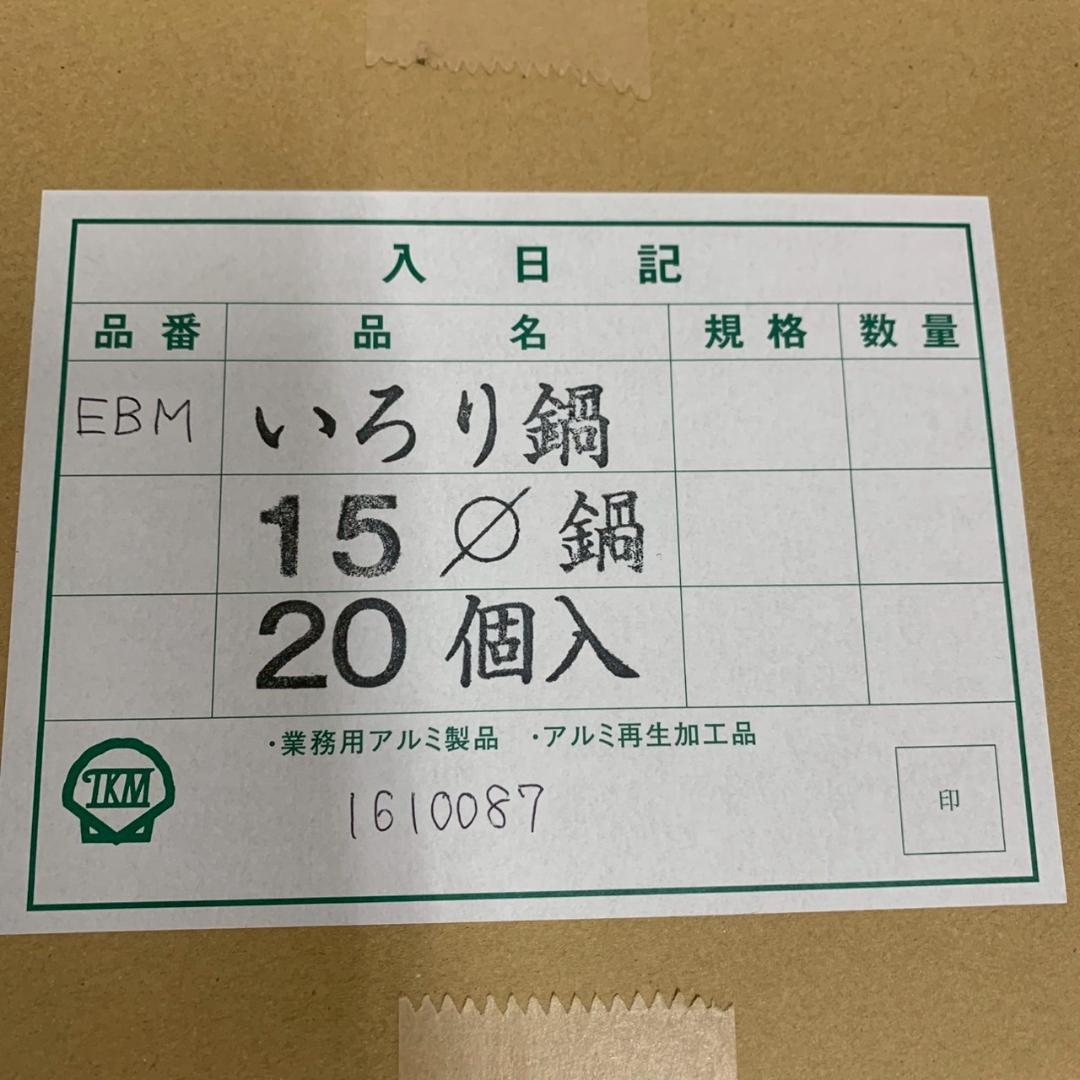 入日記
品番 品名 規格 数量
EBM いろり鍋
15 ∅ 鍋
20 個入
・業務用アルミ製品 ・アルミ再生加工品
IKM
1610087
印